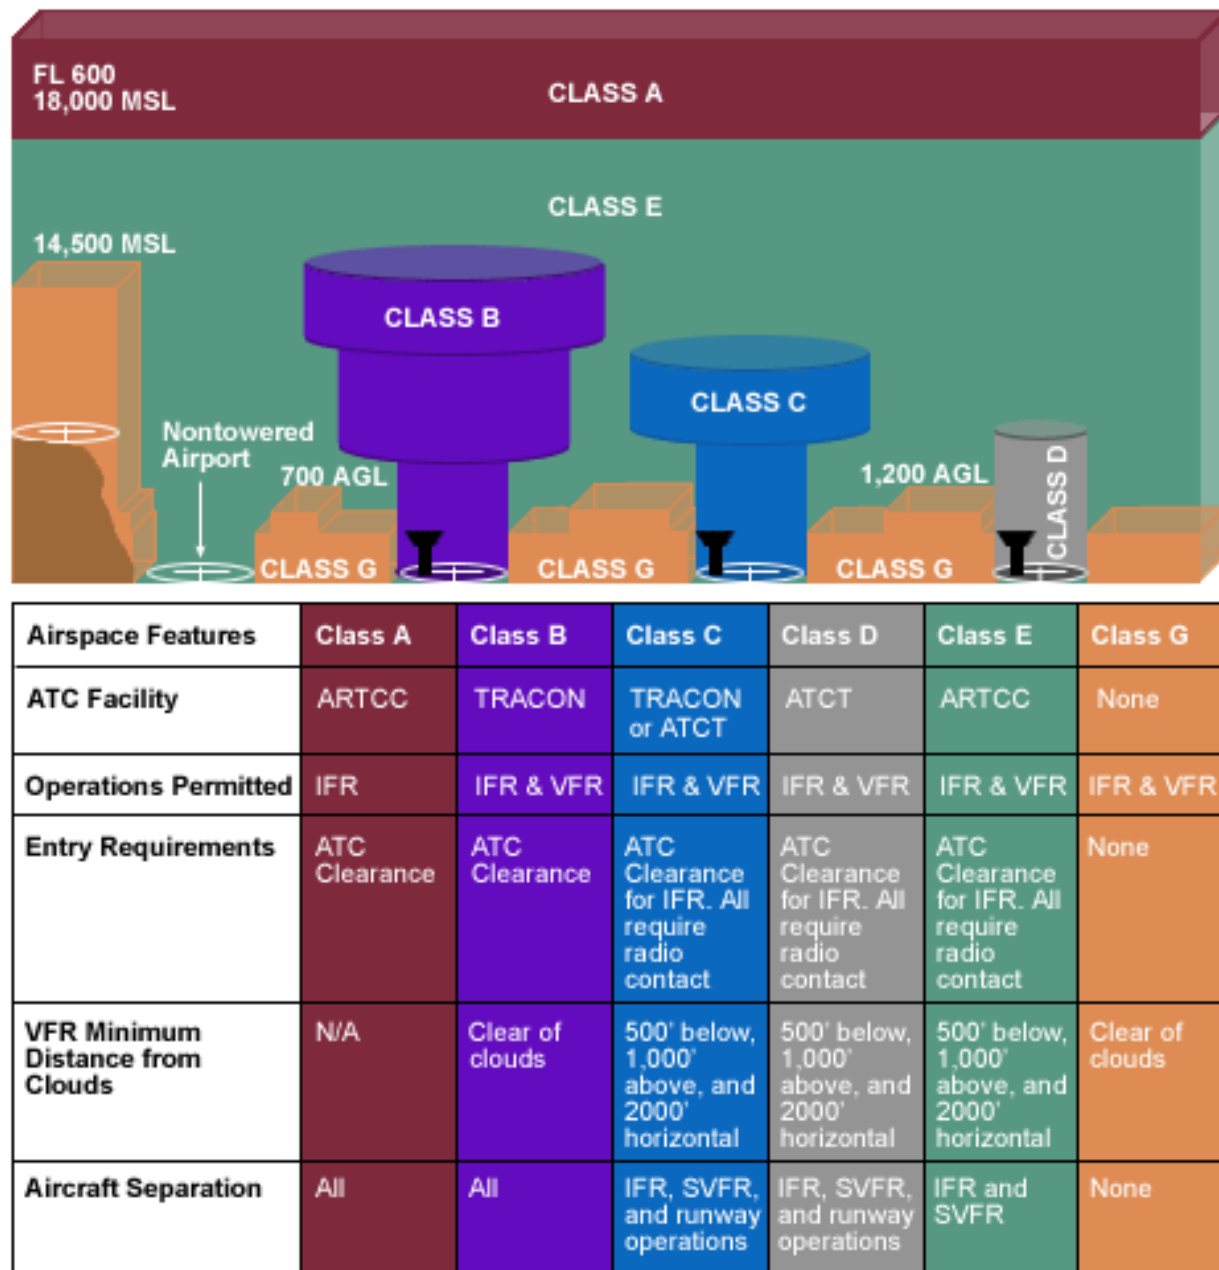 FL 600
18,000 MSL
CLASS A
CLASS E
14,500 MSL
CLASS B
CLASS C
Nontowered
Airport
700 AGL
1,200 AGL
CLASS D
CLASS G
CLASS G
CLASS G
Airspace Features
Class A
Class B
Class C
Class D
Class E
Class G
ATC Facility
ARTCC
TRACON
TRACON
or ATCT
ATCT
ARTCC
None
Operations Permitted
IFR
IFR & VFR
IFR & VFR
IFR & VFR
IFR & VFR
IFR & VFR
Entry Requirements
ATC
Clearance
ATC
Clearance
ATC
Clearance
for IFR. All
require
radio
contact
ATC
Clearance
for IFR. All
require
radio
contact
ATC
Clearance
for IFR. All
require
radio
contact
None
VFR Minimum
Distance from
Clouds
N/A
Clear of
clouds
500' below,
1,000'
above, and
2000'
horizontal
500' below,
1,000'
above, and
2000'
horizontal
500' below,
1,000'
above, and
2000'
horizontal
Clear of
clouds
Aircraft Separation
All
All
IFR, SVFR,
and runway
operations
IFR, SVFR,
and runway
operations
IFR and
SVFR
None